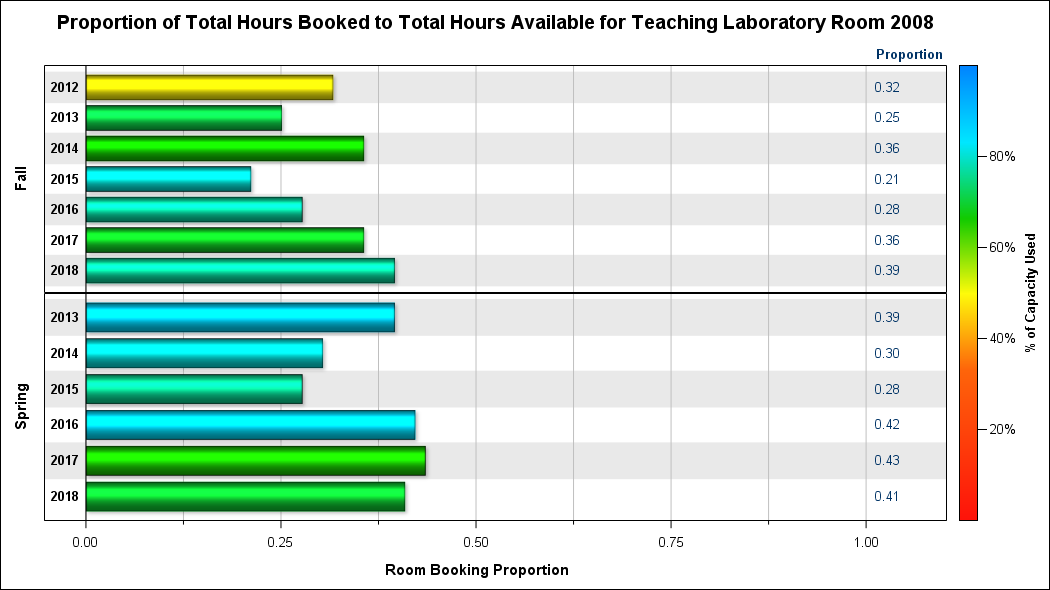 Proportion of Total Hours Booked to Total Hours Available for Teaching Laboratory Room 2008
Proportion
Fall
2012 0.32
2013 0.25
2014 0.36
2015 0.21
2016 0.28
2017 0.36
2018 0.39
Spring
2013 0.39
2014 0.30
2015 0.28
2016 0.42
2017 0.43
2018 0.41
0.00 0.25 0.50 0.75 1.00
Room Booking Proportion
80%
60%
40%
20%
% of Capacity Used